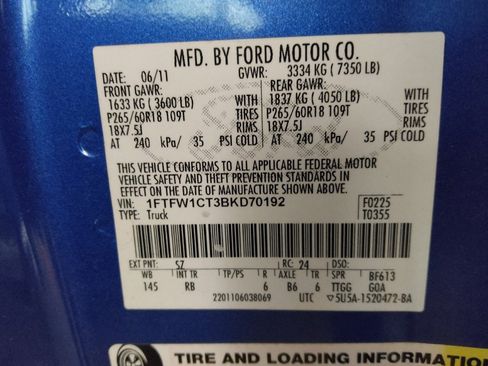 MFD. BY FORD MOTOR CO.
DATE: 06/11 GVWR: 3334 KG ( 7350 LB)
FRONT GAWR: REAR GAWR:
1633 KG ( 3600 LB) WITH 1837 KG ( 4050 LB) WITH
P265/60R18 109T TIRES P265/60R18 109T TIRES
18X7.5J RIMS 18X7.5J RIMS
AT 240 kPa/ 35 PSI COLD AT 240 kPa/ 35 PSI COLD
THIS VEHICLE CONFORMS TO ALL APPLICABLE FEDERAL MOTOR
VEHICLE SAFETY AND THEFT PREVENTION STANDARDS IN
EFFECT ON THE DATE OF MANUFACTURE SHOWN ABOVE.
VIN: 1FTFW1CT3BKD70192 F0225
TYPE: Truck T0355
EXT PNT: SZ RC: 24 DSO:
WB INT TR TP/PS R AXLE TR SPR BF613
145 RB 6 B6 6 TTGG GOA
2201106038069 UTC 5U5A-1520472-BA
TIRE AND LOADING INFORMATION